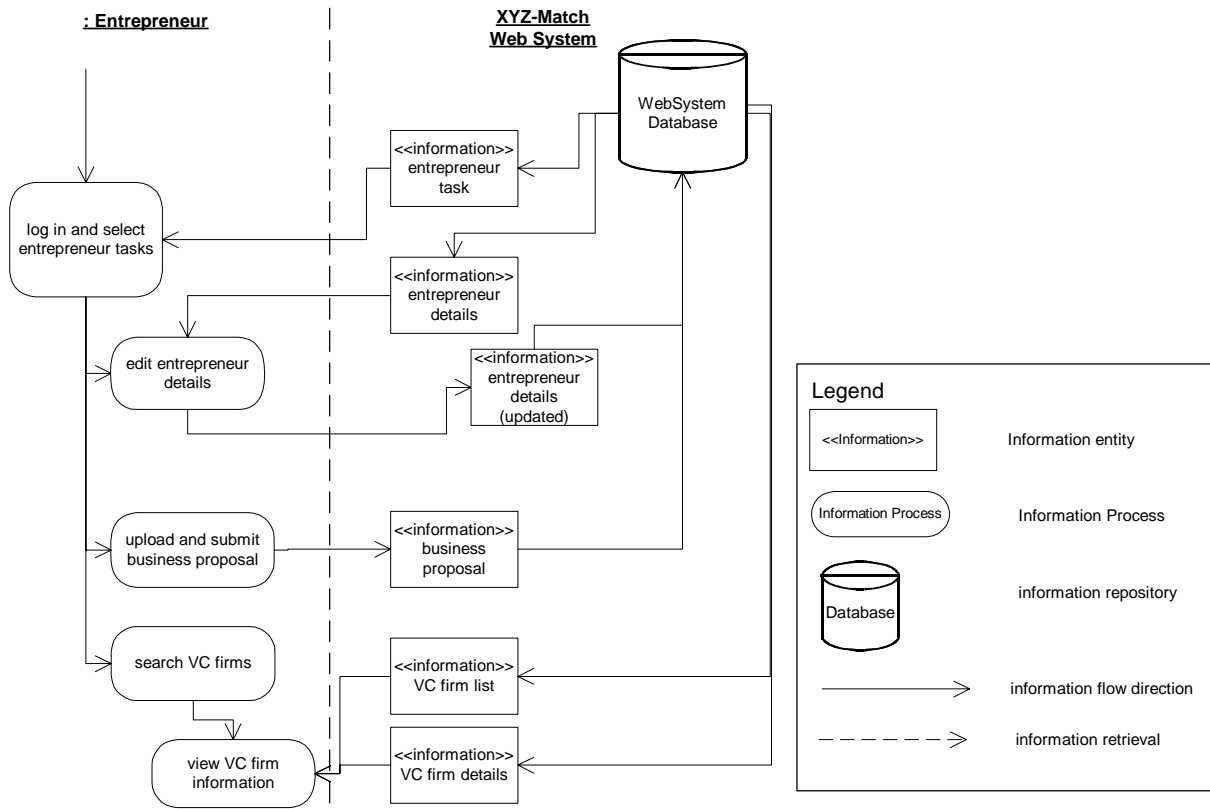 : Entrepreneur
XYZ-Match
Web System
WebSystem
Database
<<information>>
entrepreneur
task
log in and select
entrepreneur tasks
<<information>>
entrepreneur
details
edit entrepreneur
details
<<information>>
entrepreneur
details
(updated)
upload and submit
business proposal
<<information>>
business
proposal
search VC firms
<<information>>
VC firm list
view VC firm
information
<<information>>
VC firm details
Legend
<<Information>>
Information entity
Information Process
Information Process
Database
information repository
information flow direction
information retrieval